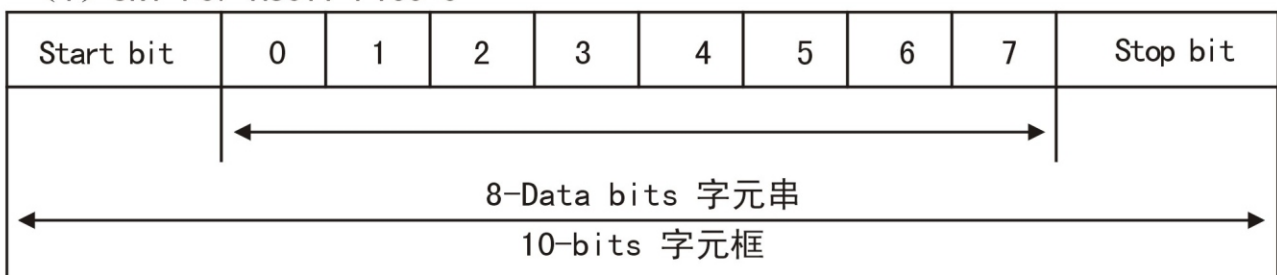 Start bit 0 1 2 3 4 5 6 7 Stop bit
8-Data bits 字元串
10-bits 字元框